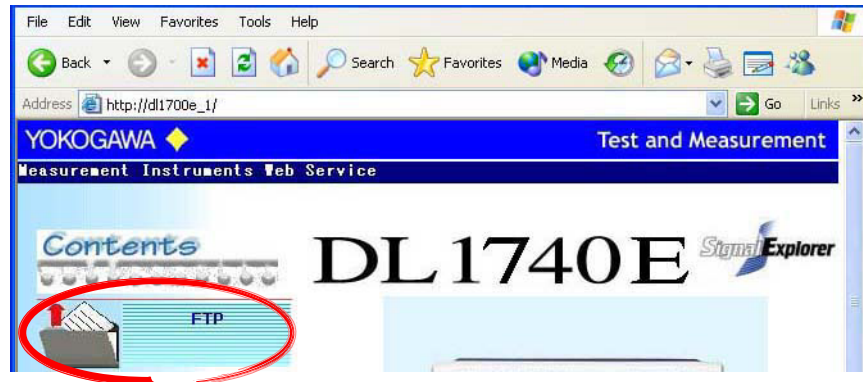 File Edit View Favorites Tools Help
Back Search Favorites Media
Address http://dl1700e_1/ Go Links »
YOKOGAWA Test and Measurement
Measurement Instruments Web Service
Contents DL1740E Signal Explorer
FTP